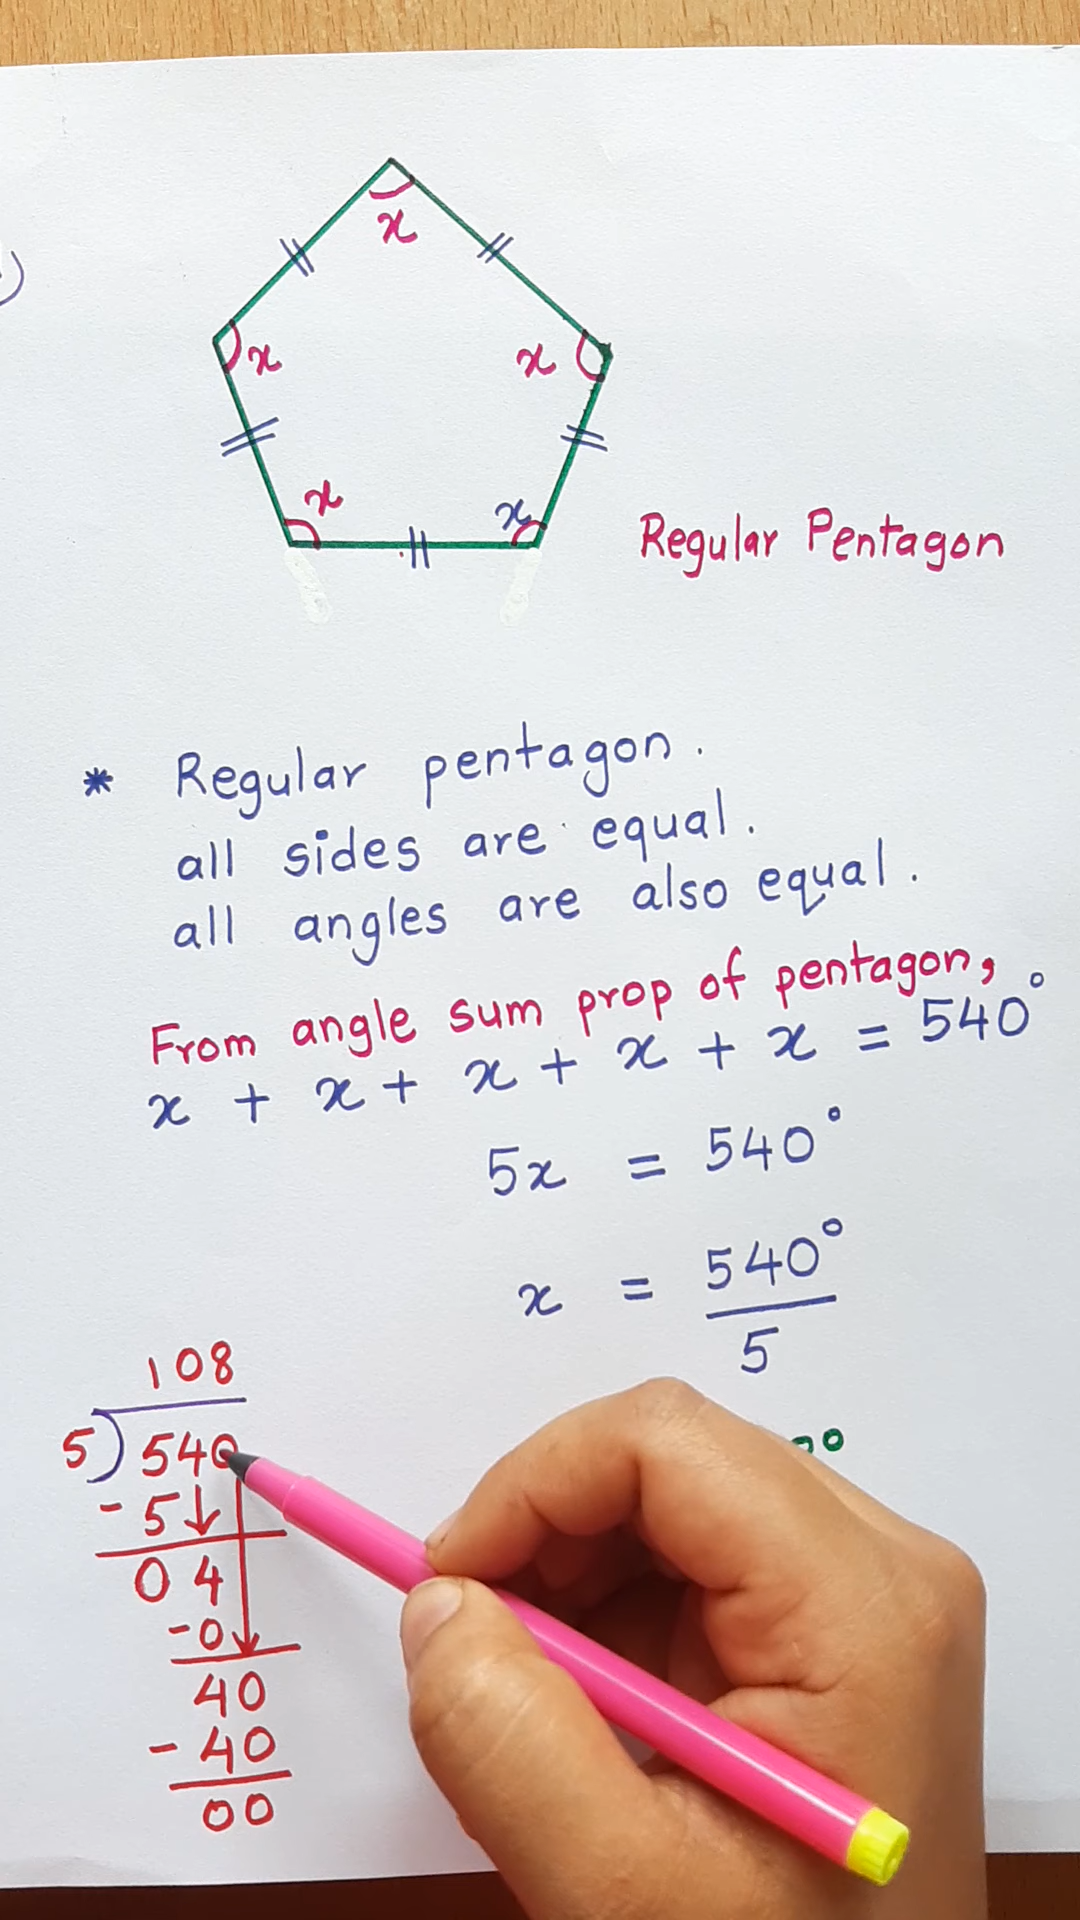 x
x
x
x
x
Regular Pentagon
* Regular pentagon.
all sides are equal.
all angles are also equal.
From angle sum prop of pentagon,
x + x + x + x + x = 540°
5x = 540°
x = 540°
5
108
5)540
-5↓
04
-0
40
-40
00